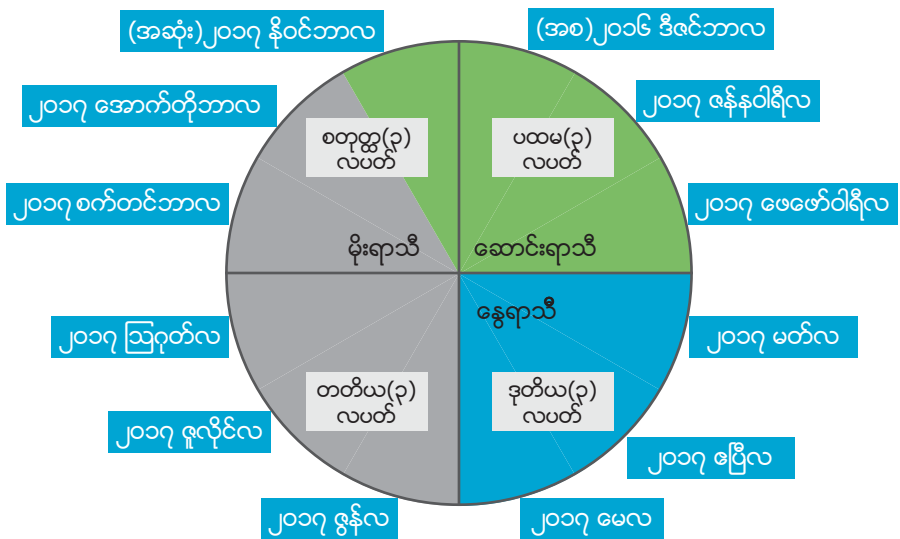 (အဆုံး)၂၀၁၇ နိုဝင်ဘာလ
(အစ)၂၀၁၆ ဒီဇင်ဘာလ
၂၀၁၇ အောက်တိုဘာလ
၂၀၁၇ ဇန်နဝါရီလ
စတုတ္ထ(၃)
လပတ်
ပထမ(၃)
လပတ်
၂၀၁၇ စက်တင်ဘာလ
၂၀၁၇ ဖေဖော်ဝါရီလ
မိုးရာသီ
ဆောင်းရာသီ
နွေရာသီ
၂၀၁၇ ဩဂုတ်လ
၂၀၁၇ မတ်လ
တတိယ(၃)
လပတ်
ဒုတိယ(၃)
လပတ်
၂၀၁၇ ဇူလိုင်လ
၂၀၁၇ ဧပြီလ
၂၀၁၇ ဇွန်လ
၂၀၁၇ မေလ